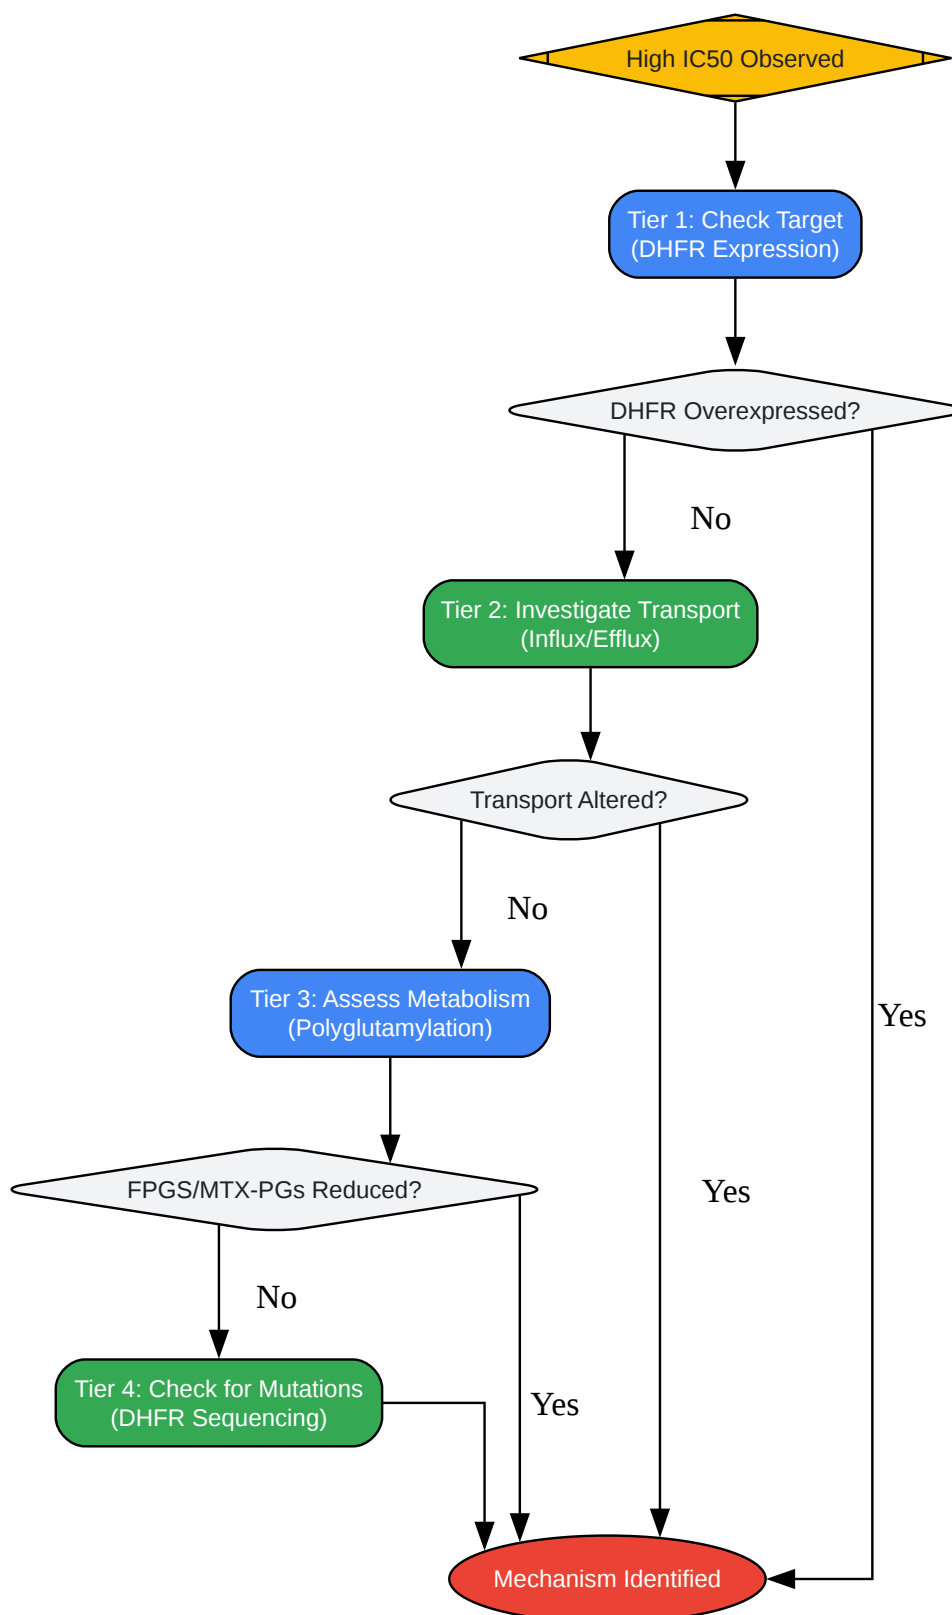 High IC50 Observed
Tier 1: Check Target
(DHFR Expression)
DHFR Overexpressed?
No
Tier 2: Investigate Transport
(Influx/Efflux)
Transport Altered?
No
Tier 3: Assess Metabolism
(Polyglutamylation)
Yes
FPGS/MTX-PGs Reduced?
Yes
No
Tier 4: Check for Mutations
(DHFR Sequencing)
Yes
Mechanism Identified